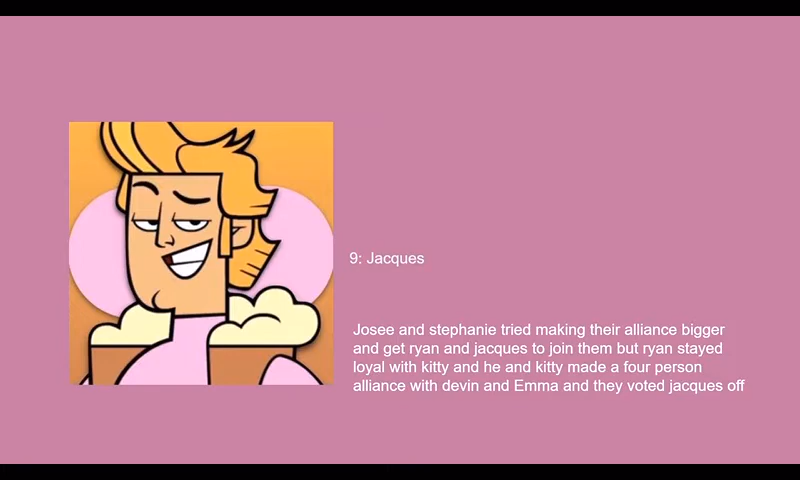 9: Jacques
Josee and stephanie tried making their alliance bigger
and get ryan and jacques to join them but ryan stayed
loyal with kitty and he and kitty made a four person
alliance with devin and Emma and they voted jacques off